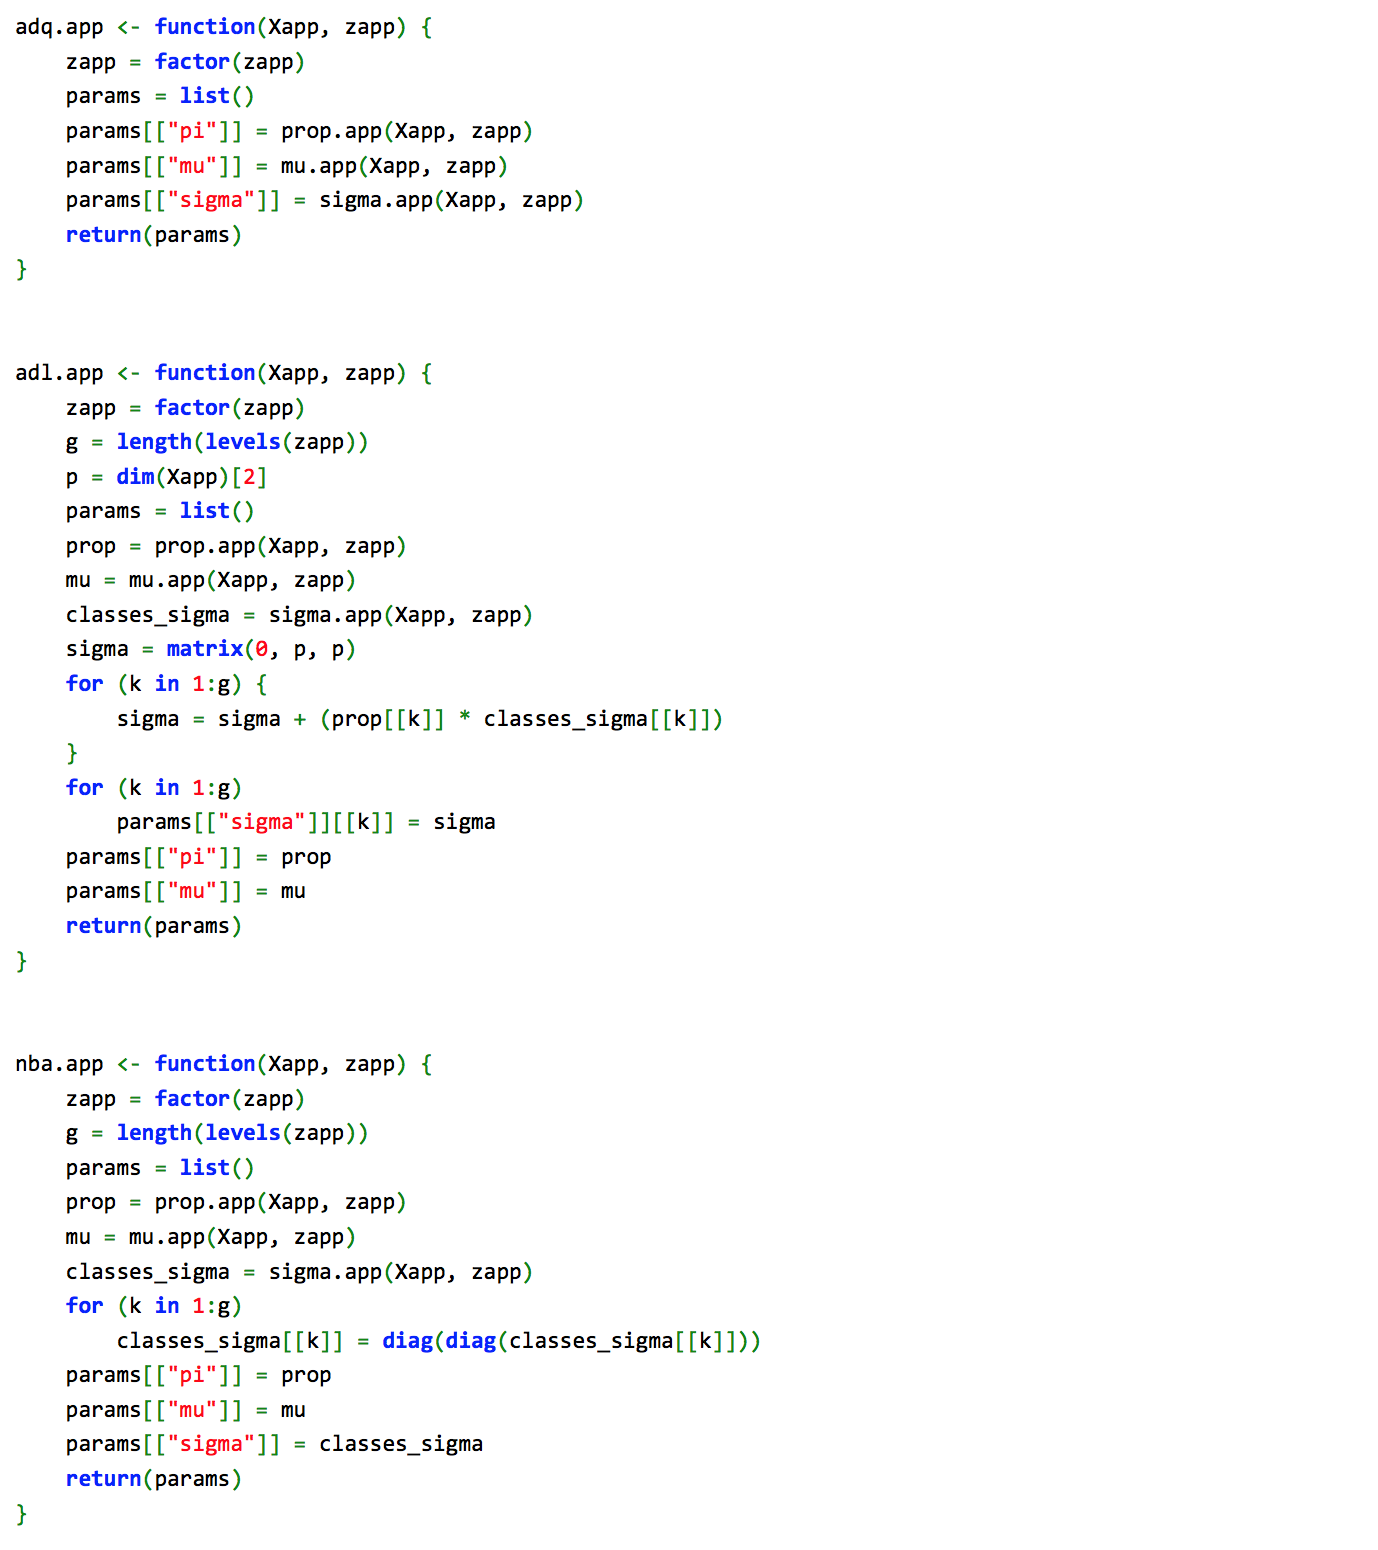 adq.app <- function(Xapp, zapp) {
    zapp = factor(zapp)
    params = list()
    params[["pi"]] = prop.app(Xapp, zapp)
    params[["mu"]] = mu.app(Xapp, zapp)
    params[["sigma"]] = sigma.app(Xapp, zapp)
    return(params)
}
adl.app <- function(Xapp, zapp) {
    zapp = factor(zapp)
    g = length(levels(zapp))
    p = dim(Xapp)[2]
    params = list()
    prop = prop.app(Xapp, zapp)
    mu = mu.app(Xapp, zapp)
    classes_sigma = sigma.app(Xapp, zapp)
    sigma = matrix(0, p, p)
    for (k in 1:g) {
        sigma = sigma + (prop[[k]] * classes_sigma[[k]])
    }
    for (k in 1:g)
        params[["sigma"]][[k]] = sigma
    params[["pi"]] = prop
    params[["mu"]] = mu
    return(params)
}
nba.app <- function(Xapp, zapp) {
    zapp = factor(zapp)
    g = length(levels(zapp))
    params = list()
    prop = prop.app(Xapp, zapp)
    mu = mu.app(Xapp, zapp)
    classes_sigma = sigma.app(Xapp, zapp)
    for (k in 1:g)
        classes_sigma[[k]] = diag(diag(classes_sigma[[k]]))
    params[["pi"]] = prop
    params[["mu"]] = mu
    params[["sigma"]] = classes_sigma
    return(params)
}